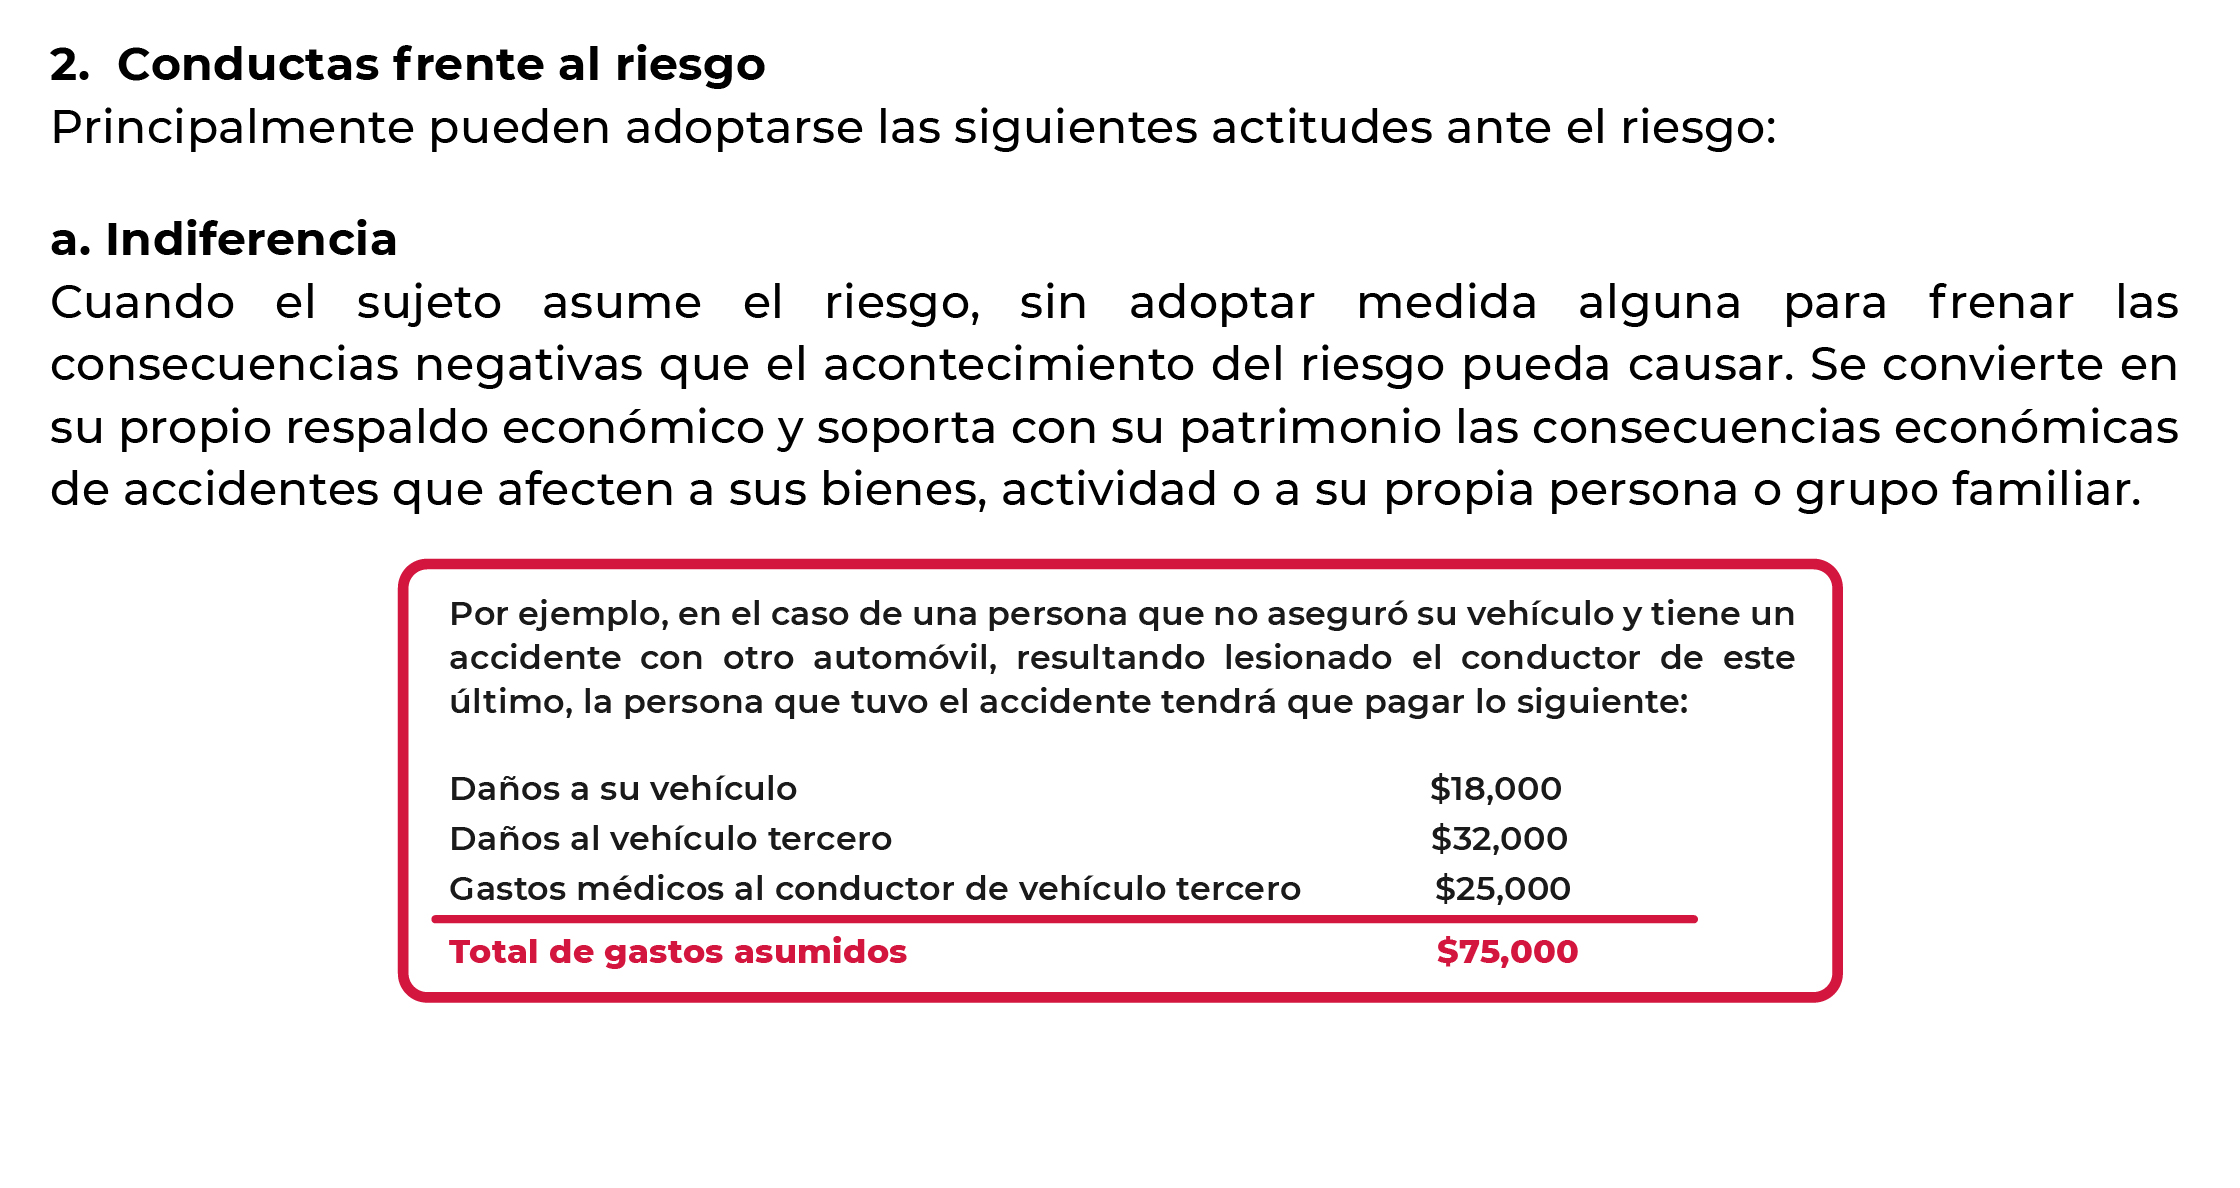 2. Conductas frente al riesgo
Principalmente pueden adoptarse las siguientes actitudes ante el riesgo:
a. Indiferencia
Cuando el sujeto asume el riesgo, sin adoptar medida alguna para frenar las
consecuencias negativas que el acontecimiento del riesgo pueda causar. Se convierte en
su propio respaldo económico y soporta con su patrimonio las consecuencias económicas
de accidentes que afecten a sus bienes, actividad o a su propia persona o grupo familiar.
Por ejemplo, en el caso de una persona que no aseguró su vehículo y tiene un
accidente con otro automóvil, resultando lesionado el conductor de este
último, la persona que tuvo el accidente tendrá que pagar lo siguiente:
Daños a su vehículo $18,000
Daños al vehículo tercero $32,000
Gastos médicos al conductor de vehículo tercero $25,000
Total de gastos asumidos $75,000